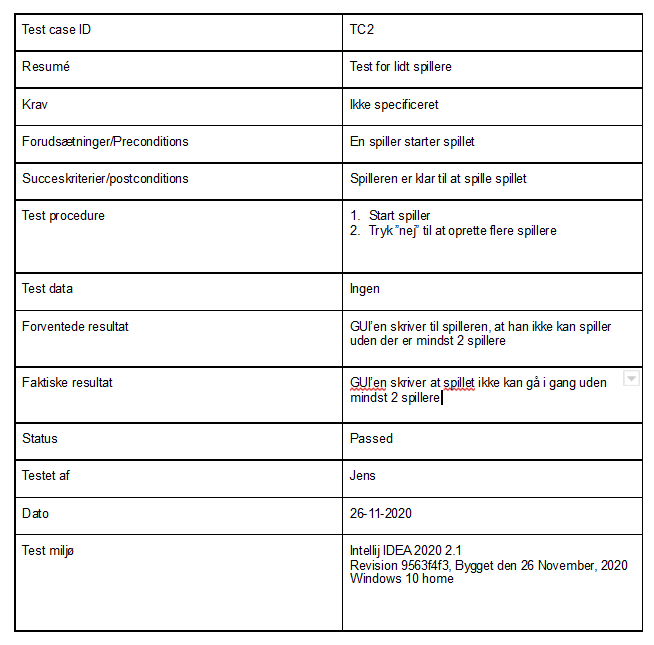 Test case ID
TC2
Resumé
Test for lidt spillere
Krav
Ikke specificeret
Forudsætninger/Preconditions
En spiller starter spillet
Succeskriterier/postconditions
Spilleren er klar til at spille spillet
Test procedure
1. Start spiller
2. Tryk ”nej” til at oprette flere spillere
Test data
Ingen
Forventede resultat
GUI’en skriver til spilleren, at han ikke kan spiller
uden der er mindst 2 spillere
Faktiske resultat
GUI’en skriver at spillet ikke kan gå i gang uden
mindst 2 spillere
Status
Passed
Testet af
Jens
Dato
26-11-2020
Test miljø
Intellij IDEA 2020 2.1
Revision 9563f4f3, Bygget den 26 November, 2020
Windows 10 home